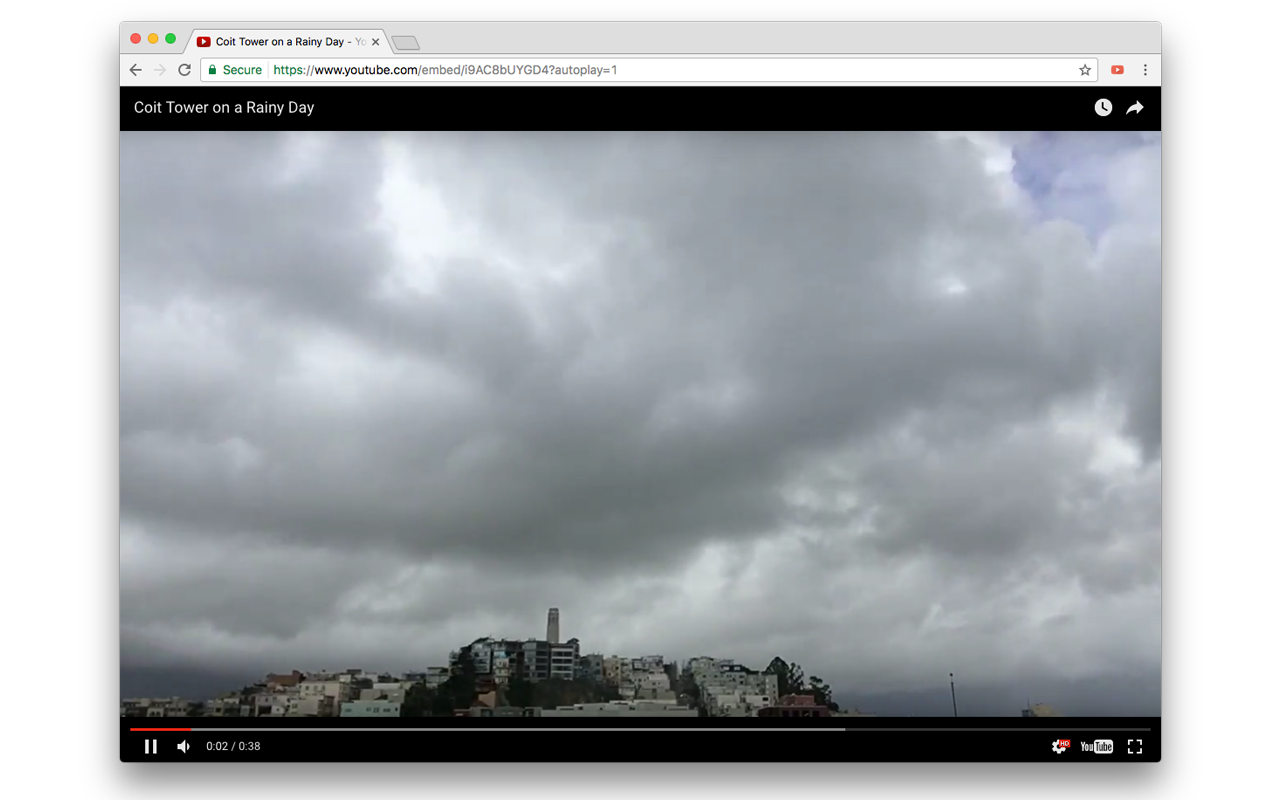 Coit Tower on a Rainy Day - Yo
Secure
https://www.youtube.com/embed/i9AC8bUYGD4?autoplay=1
Coit Tower on a Rainy Day
0:02 / 0:38
HD
YouTube